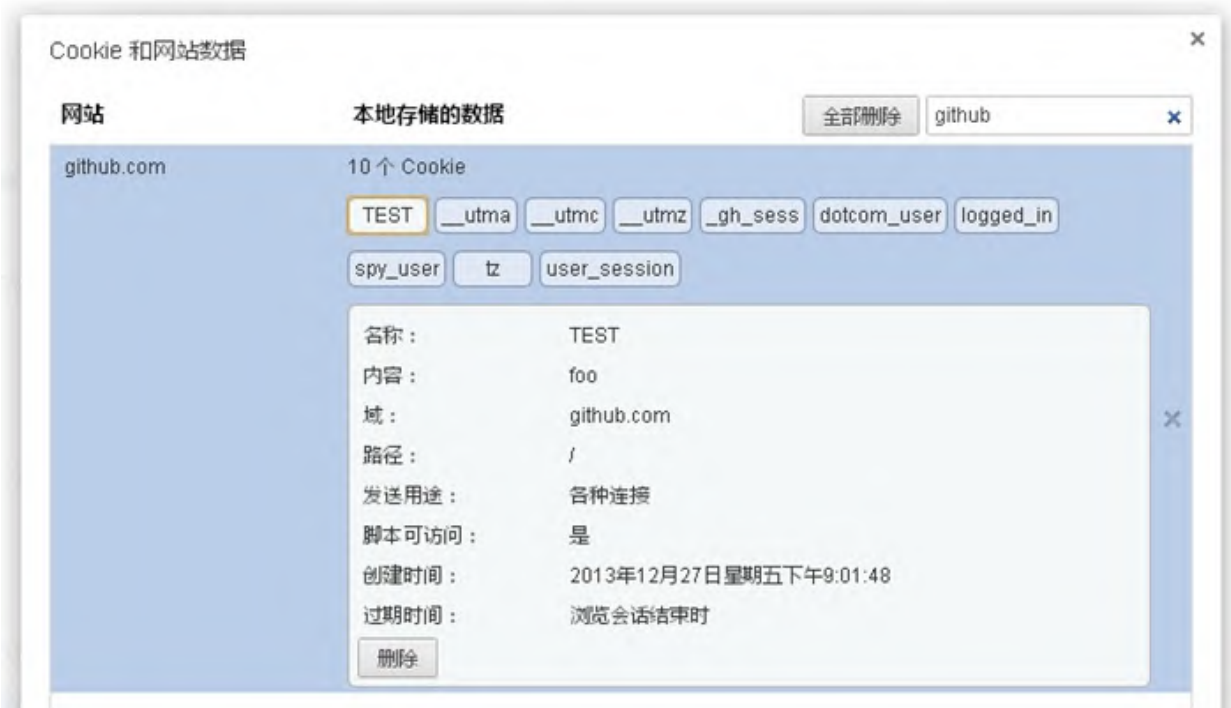 Cookie 和网站数据
网站 本地存储的数据 全部删除 github
github.com 10 个 Cookie
TEST __utma __utmc __utmz _gh_sess dotcom_user logged_in
spy_user tz user_session
名称： TEST
内容： foo
域： github.com
路径： /
发送用途： 各种连接
脚本可访问： 是
创建时间： 2013年12月27日星期五下午9:01:48
过期时间： 浏览会话结束时
删除